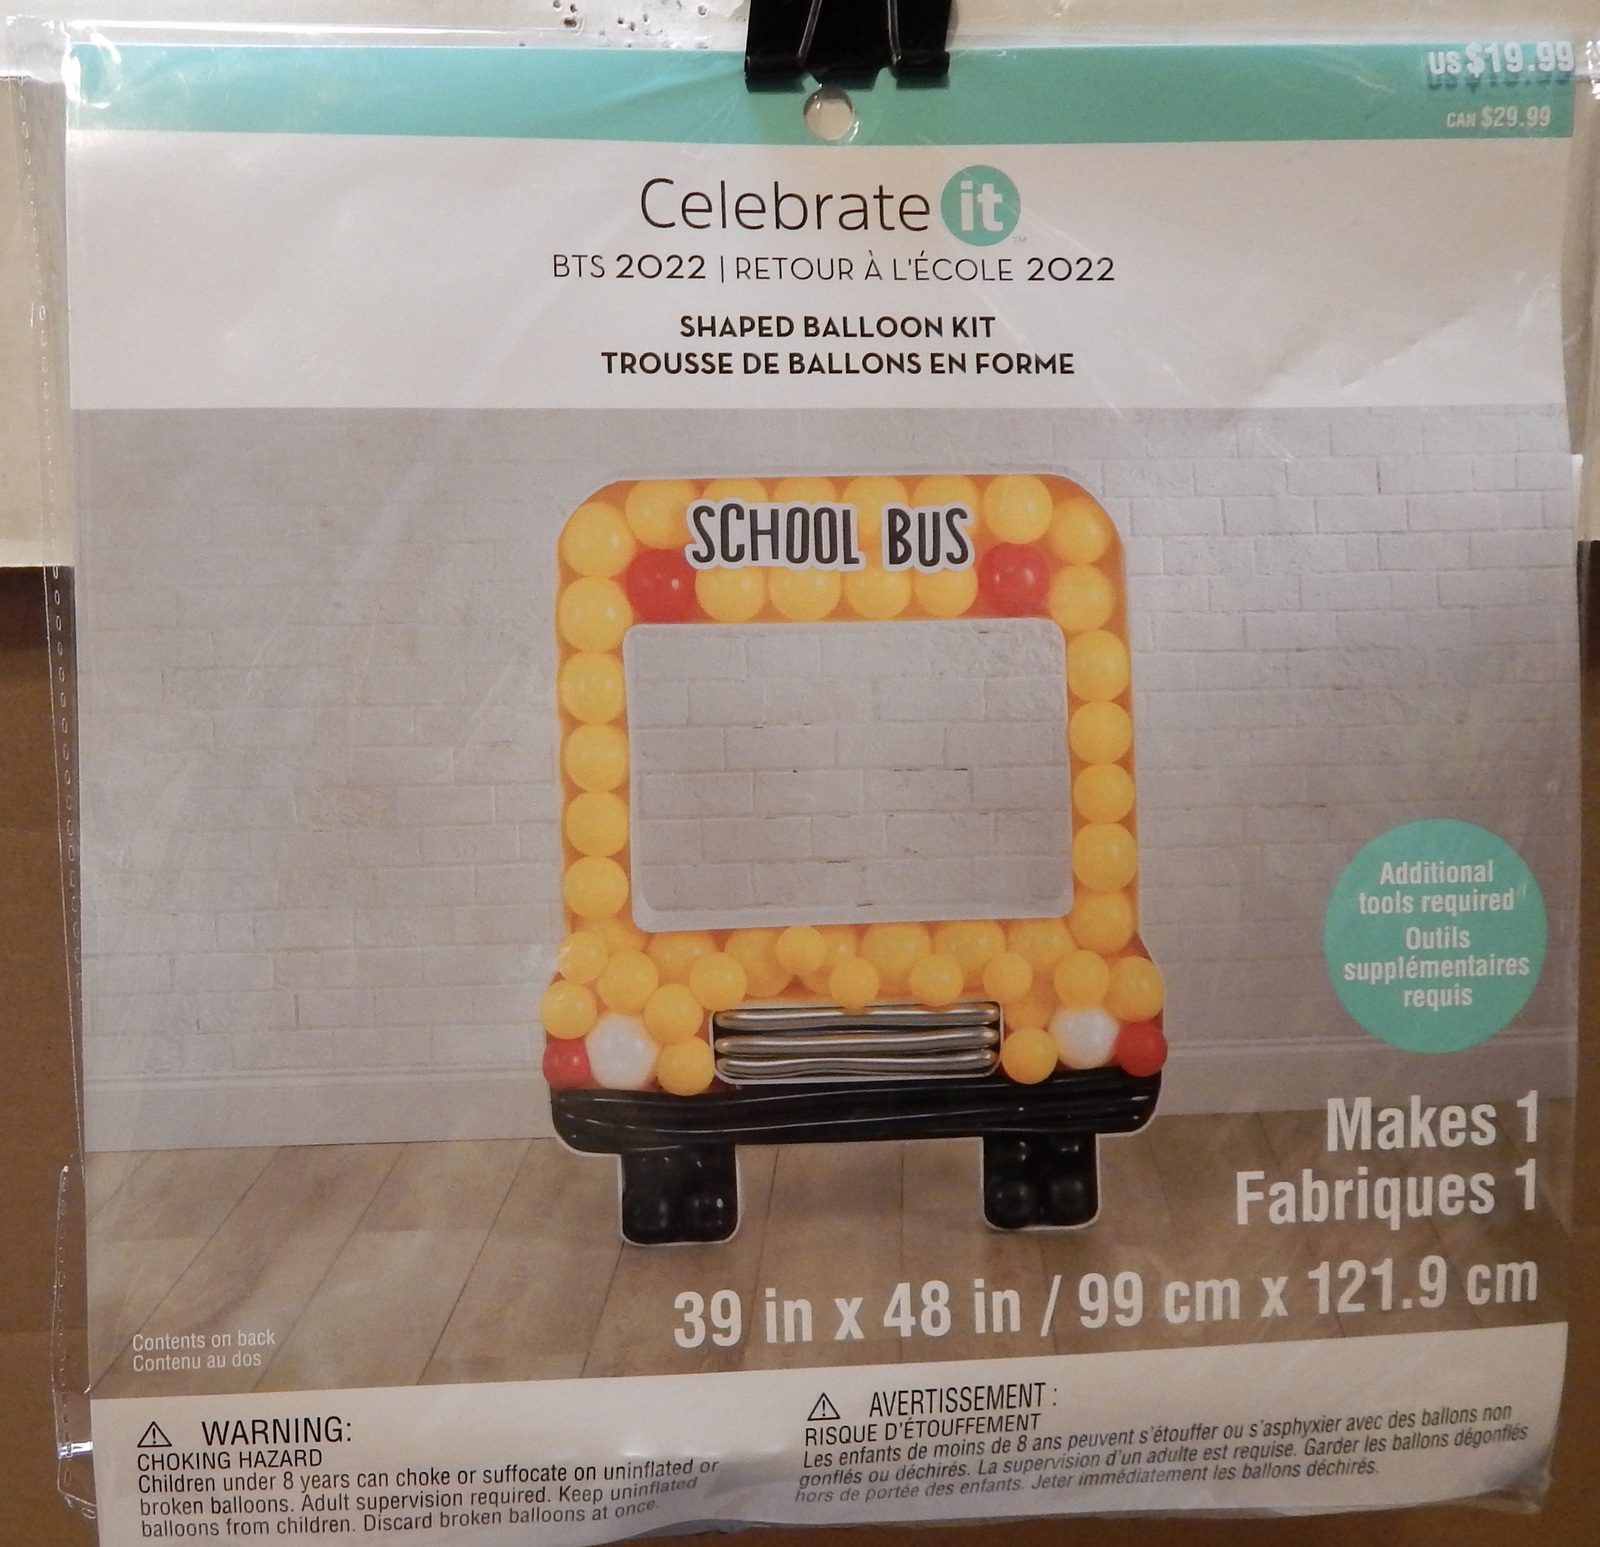 US $19.99
CAN $29.99
Celebrate it™
BTS 2022 | RETOUR À L'ÉCOLE 2022
SHAPED BALLOON KIT
TROUSSE DE BALLONS EN FORME
SCHOOL BUS
Additional
tools required
Outils
supplémentaires
requis
Makes 1
Fabriques 1
39 in x 48 in / 99 cm x 121.9 cm
Contents on back
Contenu au dos
⚠ WARNING:
CHOKING HAZARD
Children under 8 years can choke or suffocate on uninflated or
broken balloons. Adult supervision required. Keep uninflated
balloons from children. Discard broken balloons at once.
⚠ AVERTISSEMENT :
RISQUE D'ÉTOUFFEMENT
Les enfants de moins de 8 ans peuvent s'étouffer ou s'asphyxier avec des ballons non
gonflés ou déchirés. La supervision d'un adulte est requise. Garder les ballons dégonflés
hors de portée des enfants. Jeter immédiatement les ballons déchirés.